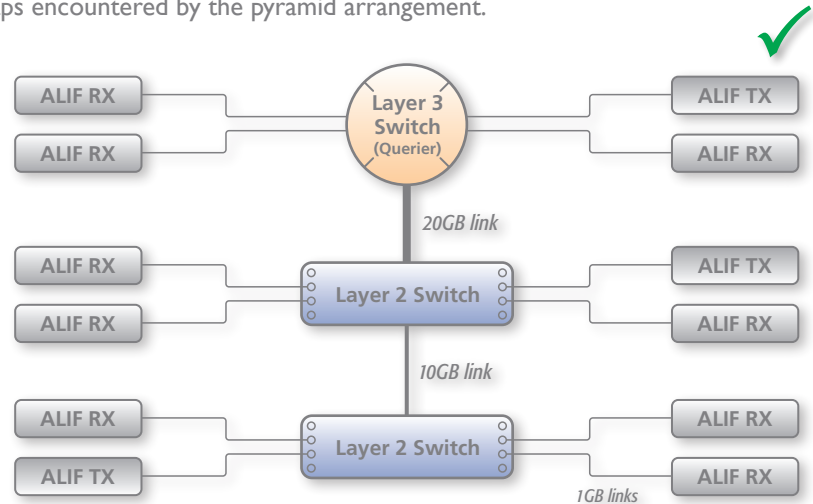 ps encountered by the pyramid arrangement.
ALIF RX
ALIF RX
Layer 3
Switch
(Querier)
ALIF TX
ALIF RX
20GB link
ALIF RX
ALIF RX
Layer 2 Switch
ALIF TX
ALIF RX
10GB link
ALIF RX
ALIF TX
Layer 2 Switch
ALIF RX
ALIF RX
1GB links